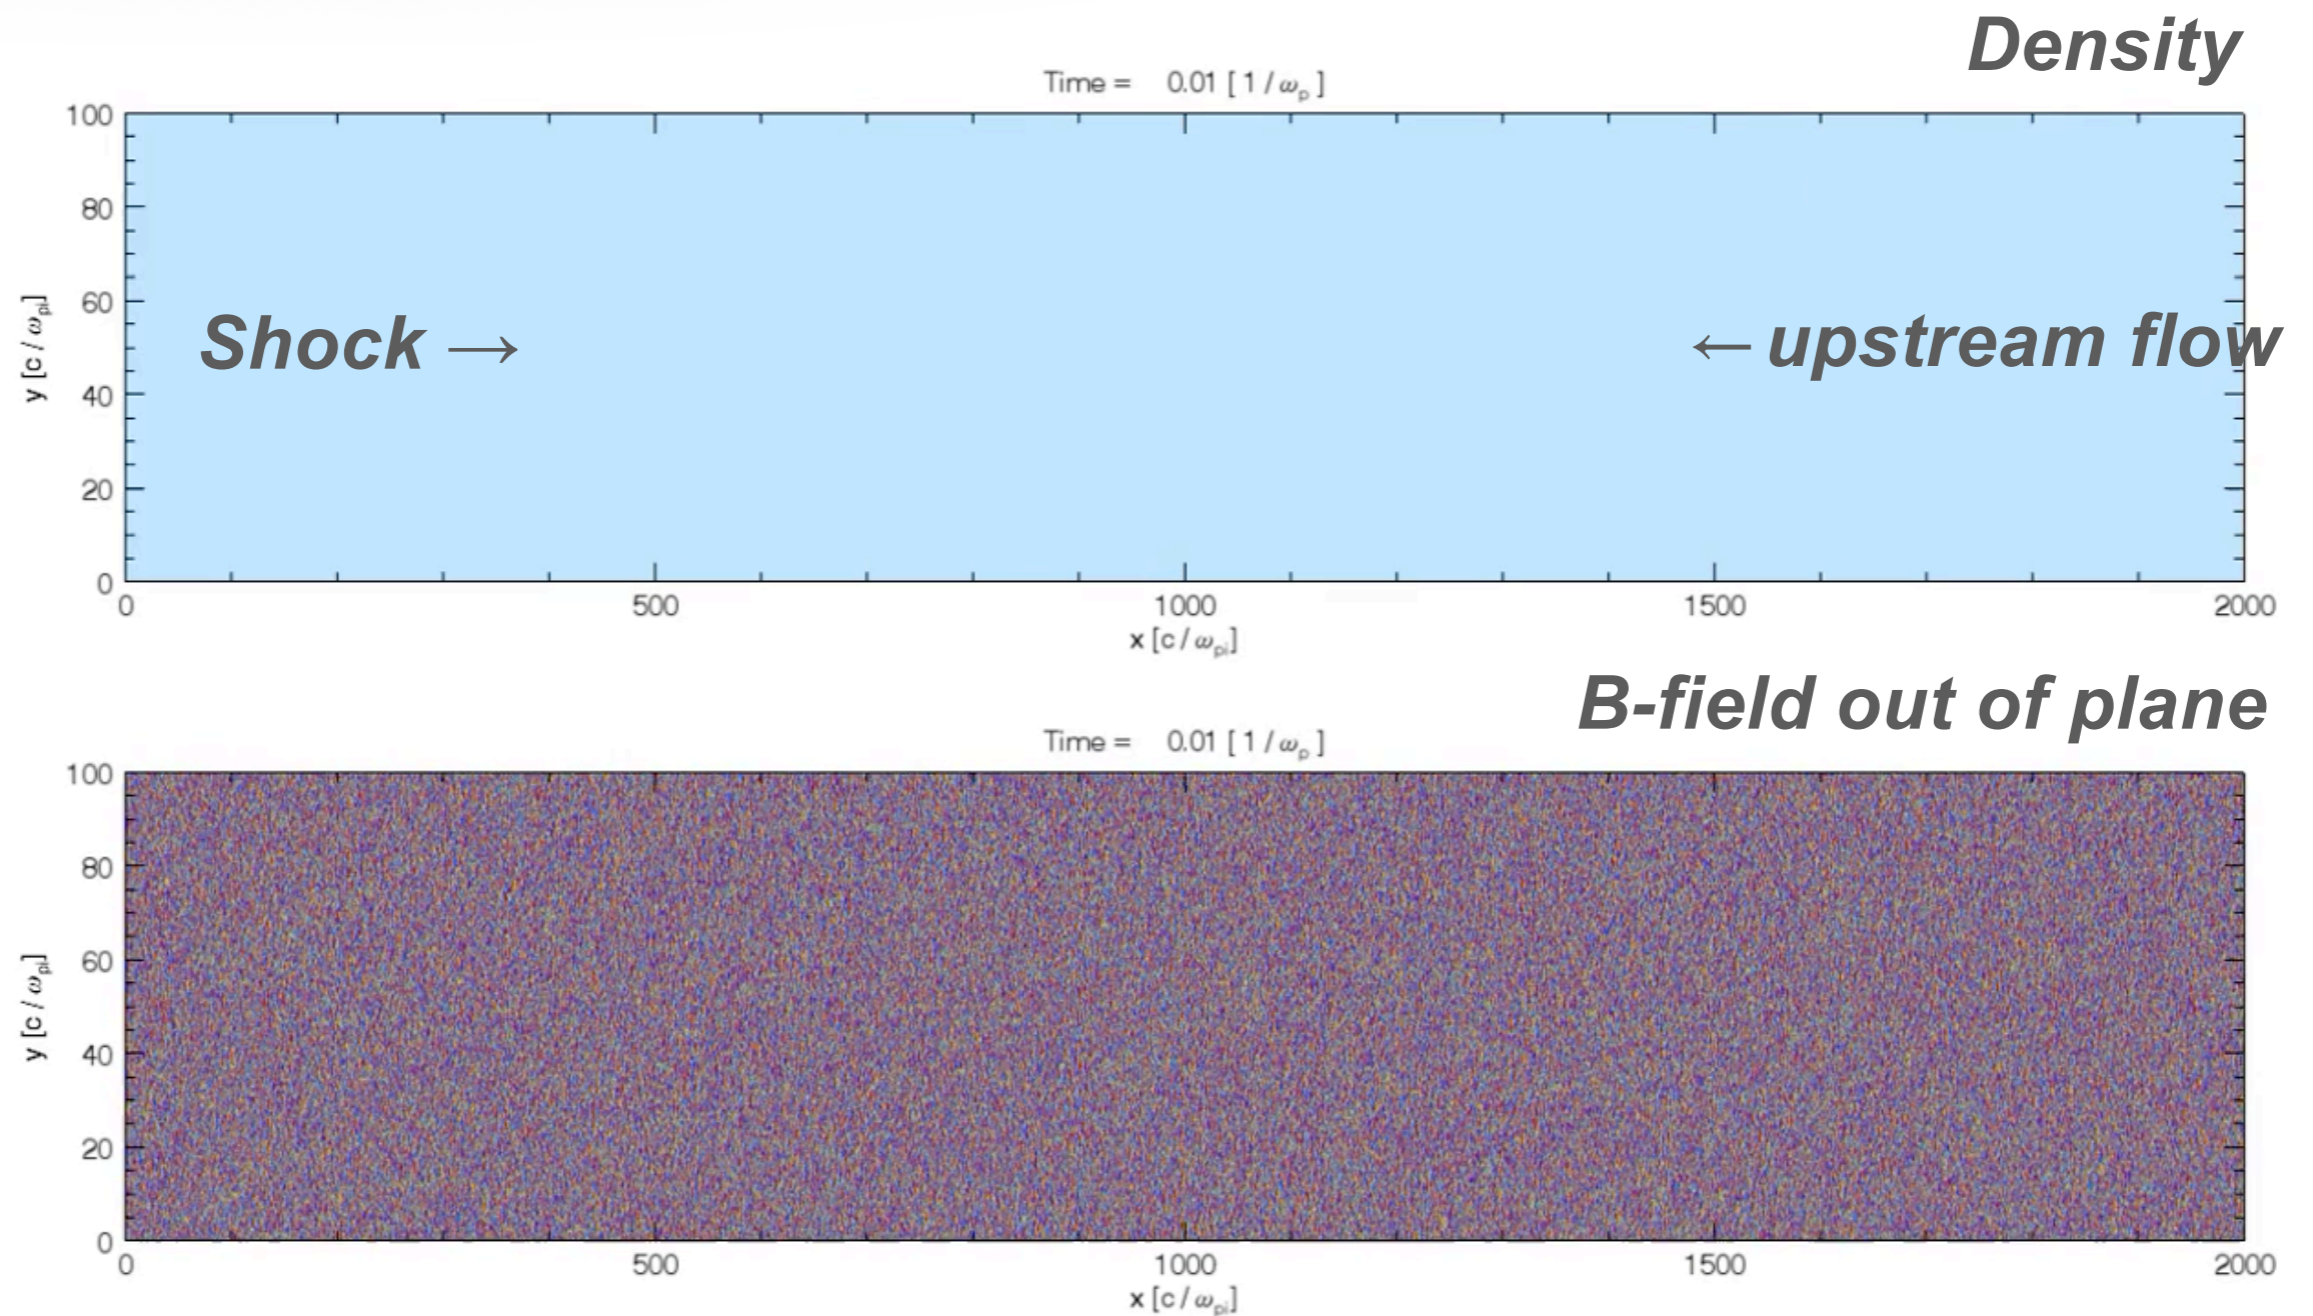 Density
Time = 0.01 [ 1 / ωp ]
100
80
60
40
20
0
y [c / ωpi]
Shock →
← upstream flow
0 500 1000 1500 2000
x [c / ωpi]
B-field out of plane
Time = 0.01 [ 1 / ωp ]
100
80
60
40
20
0
y [c / ωpi]
0 500 1000 1500 2000
x [c / ωpi]